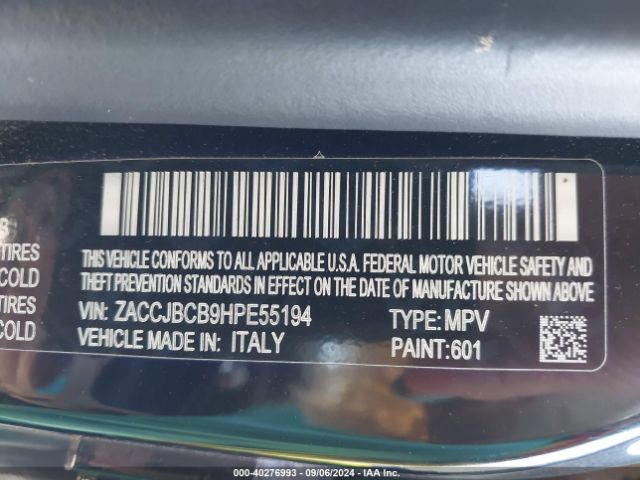 TIRES
COLD
TIRES
COLD
THIS VEHICLE CONFORMS TO ALL APPLICABLE U.S.A. FEDERAL MOTOR VEHICLE SAFETY AND
THEFT PREVENTION STANDARDS IN EFFECT ON THE DATE OF MANUFACTURE SHOWN ABOVE
VIN: ZACCJBCB9HPE55194 TYPE: MPV
VEHICLE MADE IN: ITALY PAINT:601
000-40276993 - 09/06/2024 - IAA Inc.